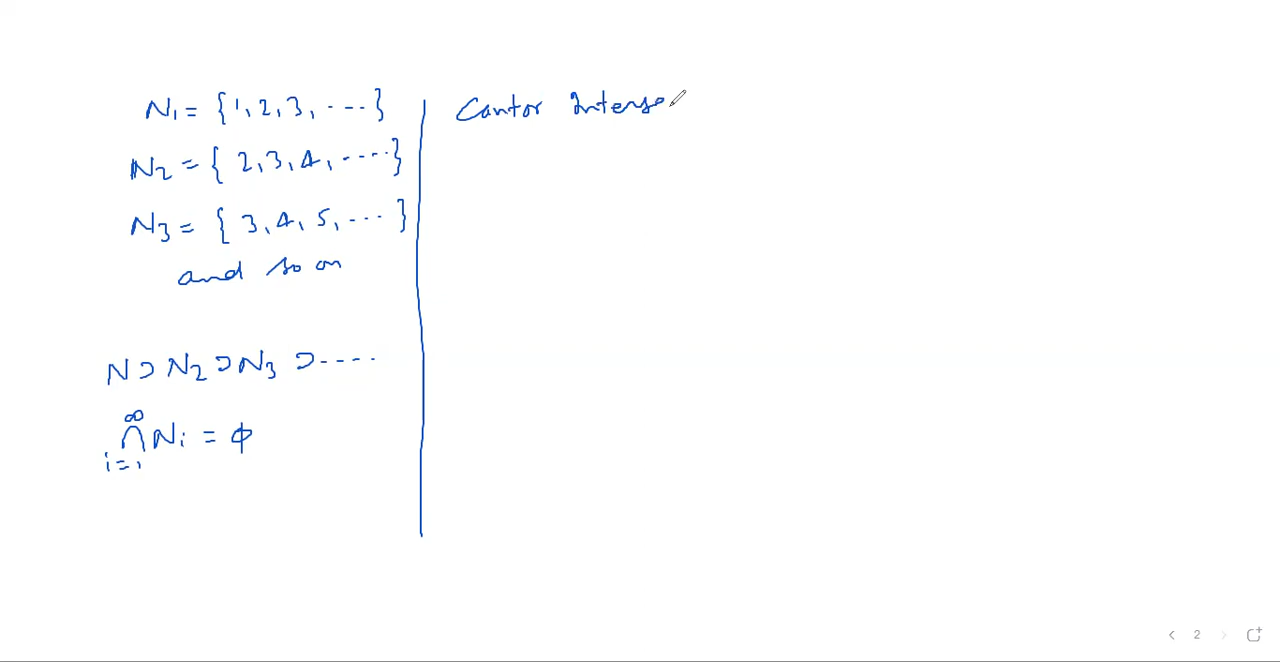 N₁ = {1, 2, 3, ----}
N₂ = { 2, 3, 4, -----}
N₃ = { 3, 4, 5, --- }
and so on
N ⊃ N₂ ⊃ N₃ ⊃ ----
∞
∩ Nᵢ = ϕ
i=1
Cantor Interse
2